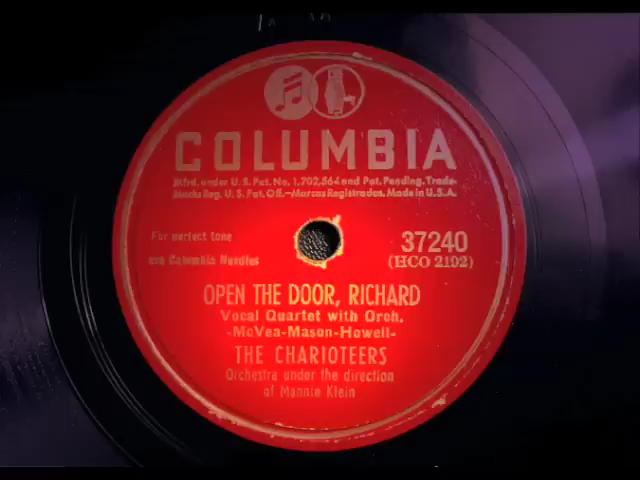 COLUMBIA
Mfrd. under U. S. Pat. No. 1,702,564 and Pat. Pending. Trade-
Marks Reg. U. S. Pat. Off.—Marcas Registradas. Made in U.S.A.
For perfect tone
use Columbia Needles
37240
(HCO 2192)
OPEN THE DOOR, RICHARD
Vocal Quartet with Orch.
-McVea-Mason-Howell-
THE CHARIOTEERS
Orchestra under the direction
of Mannie Klein